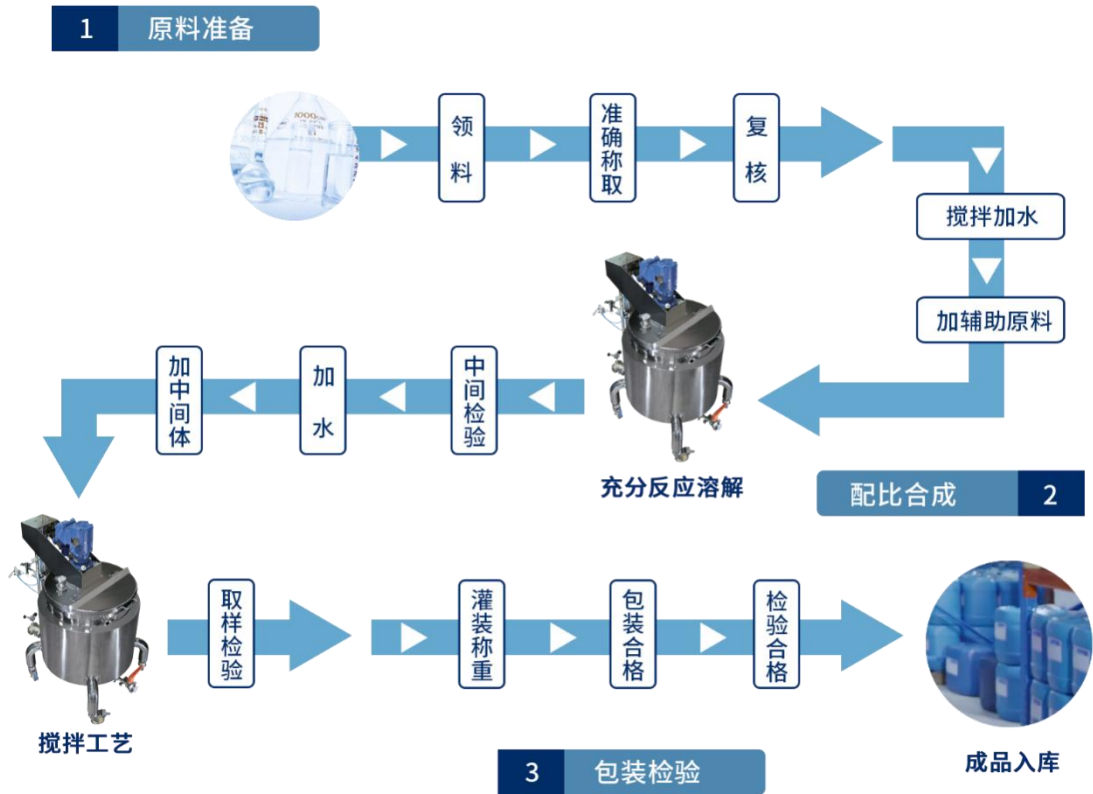 1 原料准备
领料
准确称取
复核
搅拌加水
加辅助原料
充分反应溶解
配比合成 2
中间检验
加水
加中间体
搅拌工艺
取样检验
灌装称重
包装合格
检验合格
成品入库
3 包装检验
1000